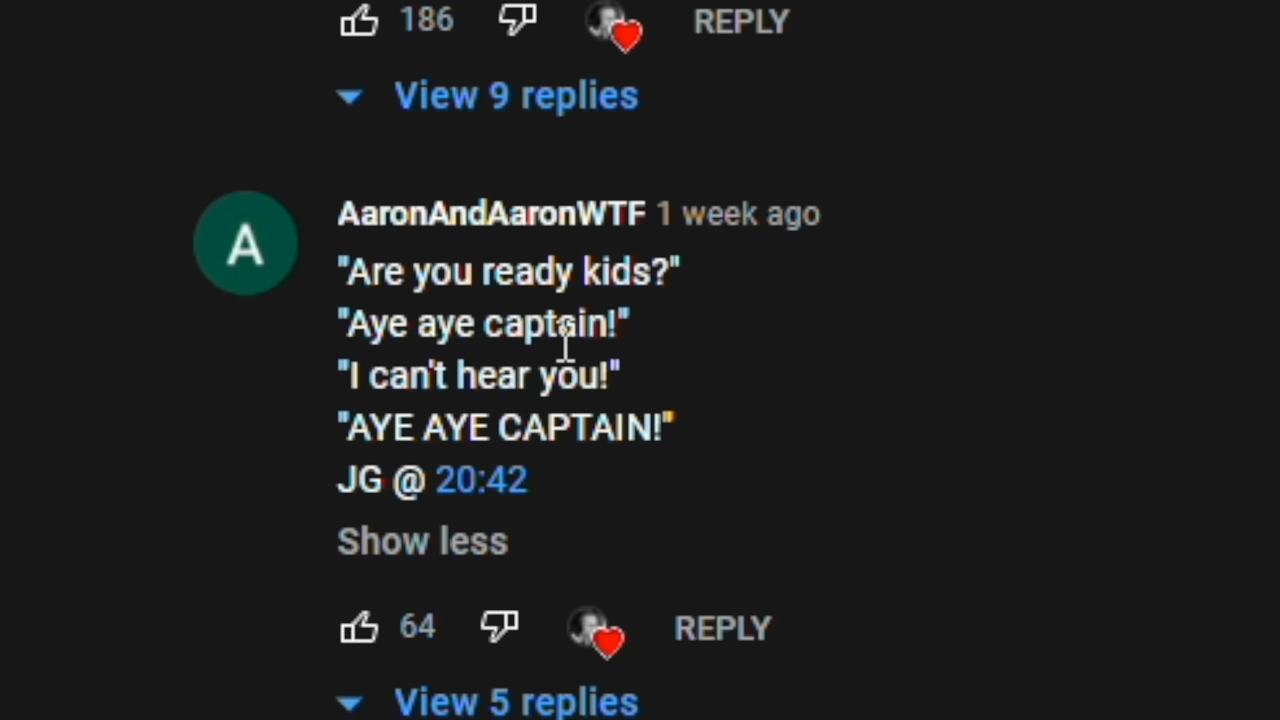 186 REPLY
View 9 replies
A
AaronAndAaronWTF 1 week ago
"Are you ready kids?"
"Aye aye captain!"
"I can't hear you!"
"AYE AYE CAPTAIN!"
JG @ 20:42
Show less
64 REPLY
View 5 replies